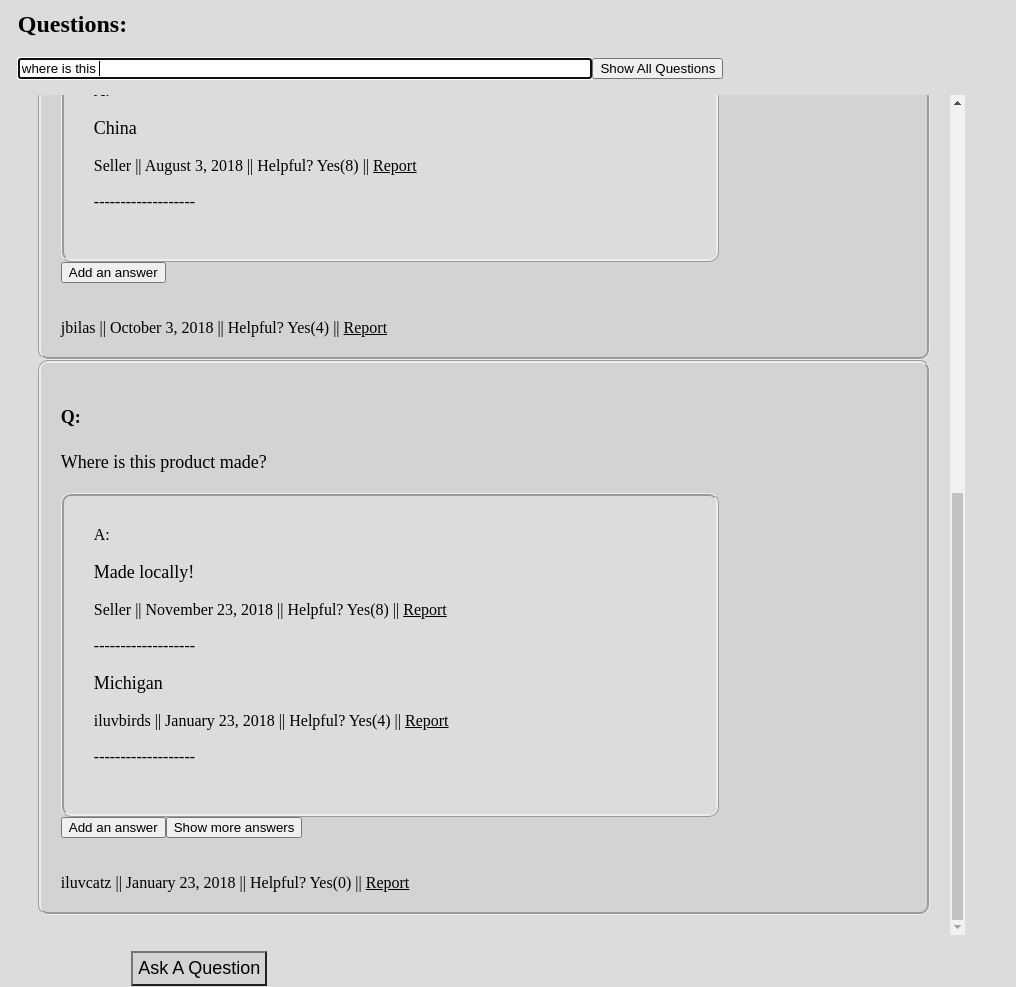 Questions:
where is this
Show All Questions
China
Seller || August 3, 2018 || Helpful? Yes(8) || Report
-------------------
Add an answer
jbilas || October 3, 2018 || Helpful? Yes(4) || Report
Q:
Where is this product made?
A:
Made locally!
Seller || November 23, 2018 || Helpful? Yes(8) || Report
-------------------
Michigan
iluvbirds || January 23, 2018 || Helpful? Yes(4) || Report
-------------------
Add an answer Show more answers
iluvcatz || January 23, 2018 || Helpful? Yes(0) || Report
Ask A Question